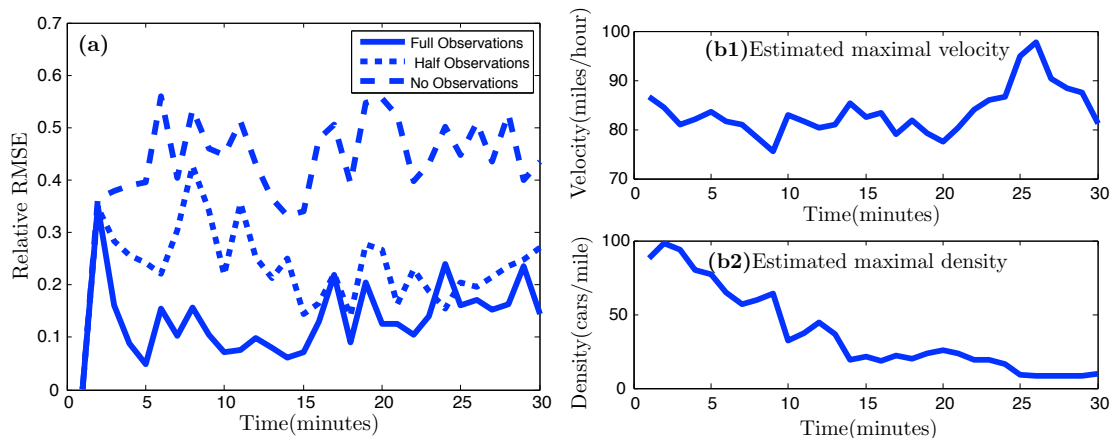 (a)
Full Observations
Half Observations
No Observations
0.7
0.6
0.5
0.4
0.3
0.2
0.1
0
Relative RMSE
0 5 10 15 20 25 30
Time(minutes)
(b1)Estimated maximal velocity
100
90
80
70
Velocity(miles/hour)
0 5 10 15 20 25 30
Time(minutes)
(b2)Estimated maximal density
100
50
0
Density(cars/mile)
0 5 10 15 20 25 30
Time(minutes)